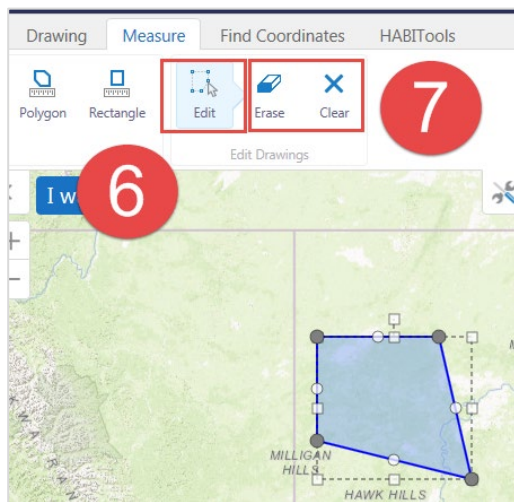 Drawing Measure Find Coordinates HABITools
Polygon Rectangle Edit Erase Clear
Edit Drawings
7
6
I w
MILLIGAN
HILLS
HAWK HILLS